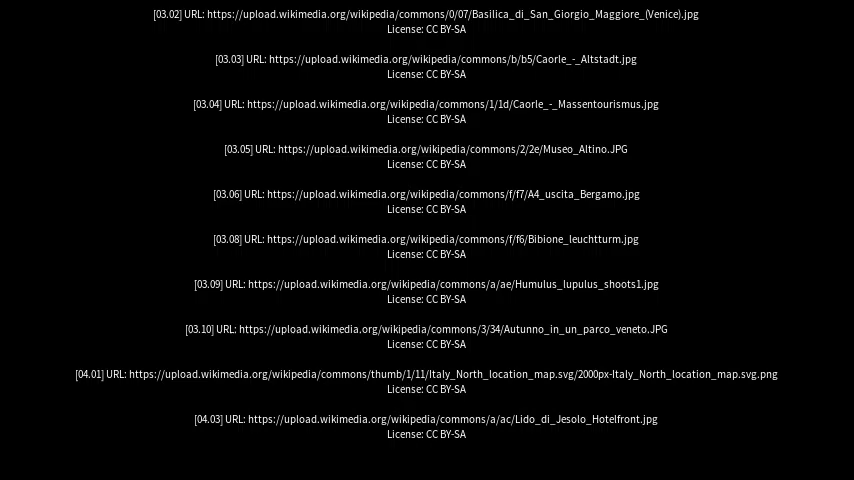 [03.02] URL: https://upload.wikimedia.org/wikipedia/commons/0/07/Basilica_di_San_Giorgio_Maggiore_(Venice).jpg
License: CC BY-SA
[03.03] URL: https://upload.wikimedia.org/wikipedia/commons/b/b5/Caorle_-_Altstadt.jpg
License: CC BY-SA
[03.04] URL: https://upload.wikimedia.org/wikipedia/commons/1/1d/Caorle_-_Massentourismus.jpg
License: CC BY-SA
[03.05] URL: https://upload.wikimedia.org/wikipedia/commons/2/2e/Museo_Altino.JPG
License: CC BY-SA
[03.06] URL: https://upload.wikimedia.org/wikipedia/commons/f/f7/A4_uscita_Bergamo.jpg
License: CC BY-SA
[03.08] URL: https://upload.wikimedia.org/wikipedia/commons/f/f6/Bibione_leuchtturm.jpg
License: CC BY-SA
[03.09] URL: https://upload.wikimedia.org/wikipedia/commons/a/ae/Humulus_lupulus_shoots1.jpg
License: CC BY-SA
[03.10] URL: https://upload.wikimedia.org/wikipedia/commons/3/34/Autunno_in_un_parco_veneto.JPG
License: CC BY-SA
[04.01] URL: https://upload.wikimedia.org/wikipedia/commons/thumb/1/11/Italy_North_location_map.svg/2000px-Italy_North_location_map.svg.png
License: CC BY-SA
[04.03] URL: https://upload.wikimedia.org/wikipedia/commons/a/ac/Lido_di_Jesolo_Hotelfront.jpg
License: CC BY-SA